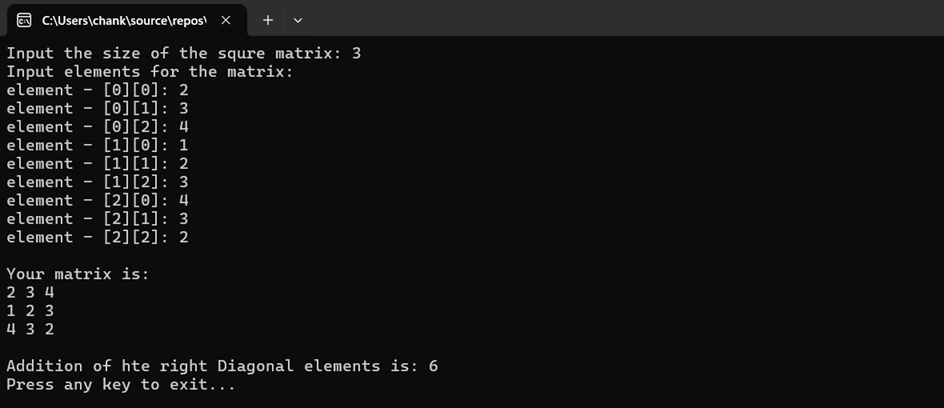 C:\Users\chank\source\repos\
Input the size of the squre matrix: 3
Input elements for the matrix:
element - [0][0]: 2
element - [0][1]: 3
element - [0][2]: 4
element - [1][0]: 1
element - [1][1]: 2
element - [1][2]: 3
element - [2][0]: 4
element - [2][1]: 3
element - [2][2]: 2
Your matrix is:
2 3 4
1 2 3
4 3 2
Addition of hte right Diagonal elements is: 6
Press any key to exit...